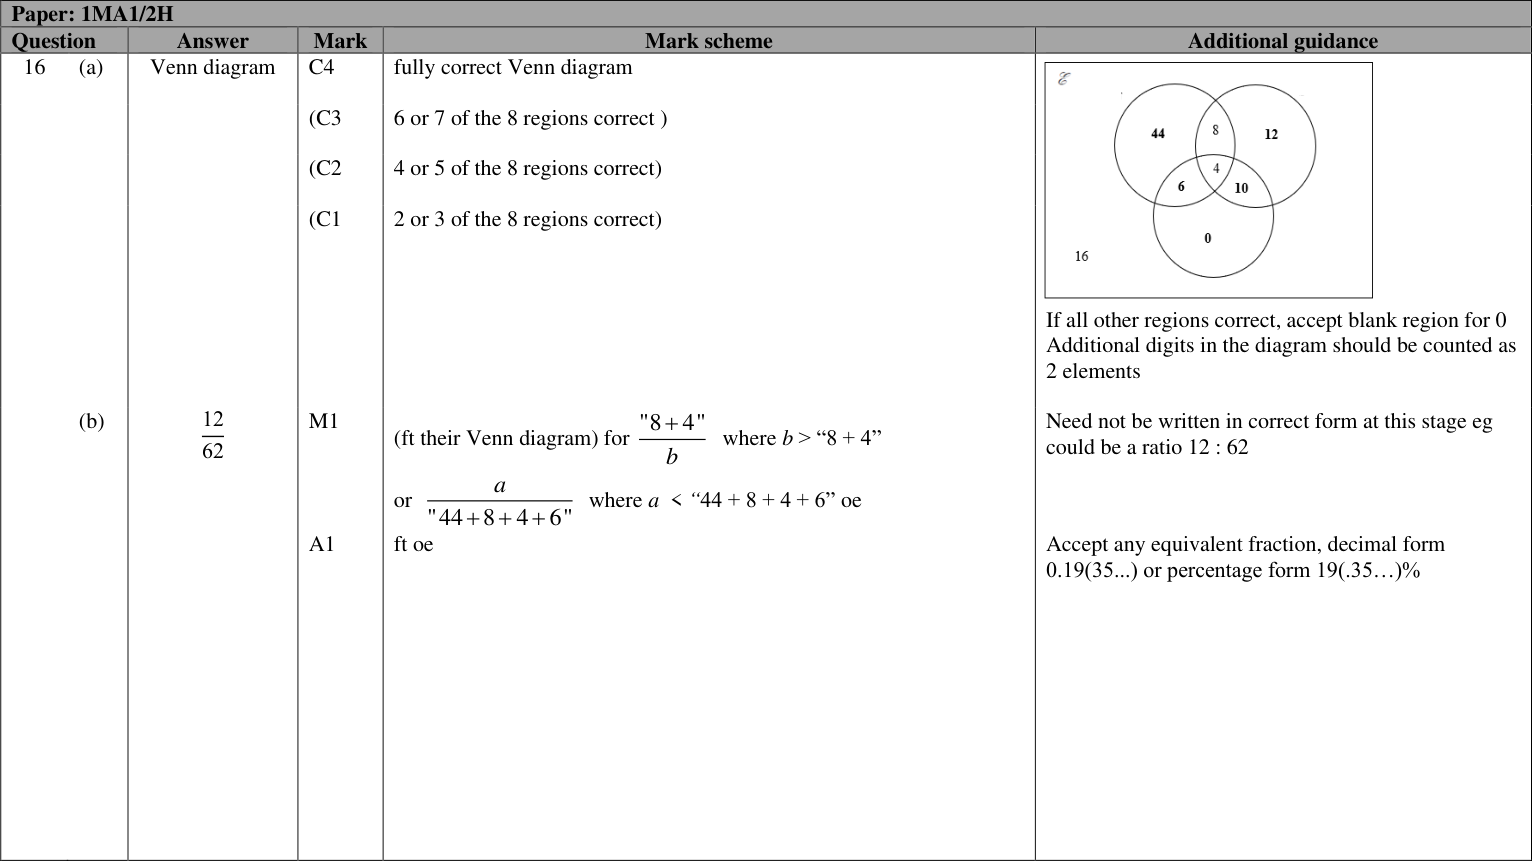 Paper: 1MA1/2H
Question Answer Mark Mark scheme Additional guidance
16 (a) Venn diagram C4 fully correct Venn diagram
(C3 6 or 7 of the 8 regions correct )
(C2 4 or 5 of the 8 regions correct)
(C1 2 or 3 of the 8 regions correct)
ℰ
44 8 12
4
6 10
0
16
If all other regions correct, accept blank region for 0
Additional digits in the diagram should be counted as
2 elements
(b) 12/62 M1 (ft their Venn diagram) for "8+4"/b where b > “8 + 4”
or a/"44+8+4+6" where a < “44 + 8 + 4 + 6” oe
Need not be written in correct form at this stage eg
could be a ratio 12 : 62
A1 ft oe
Accept any equivalent fraction, decimal form
0.19(35...) or percentage form 19(.35…)%